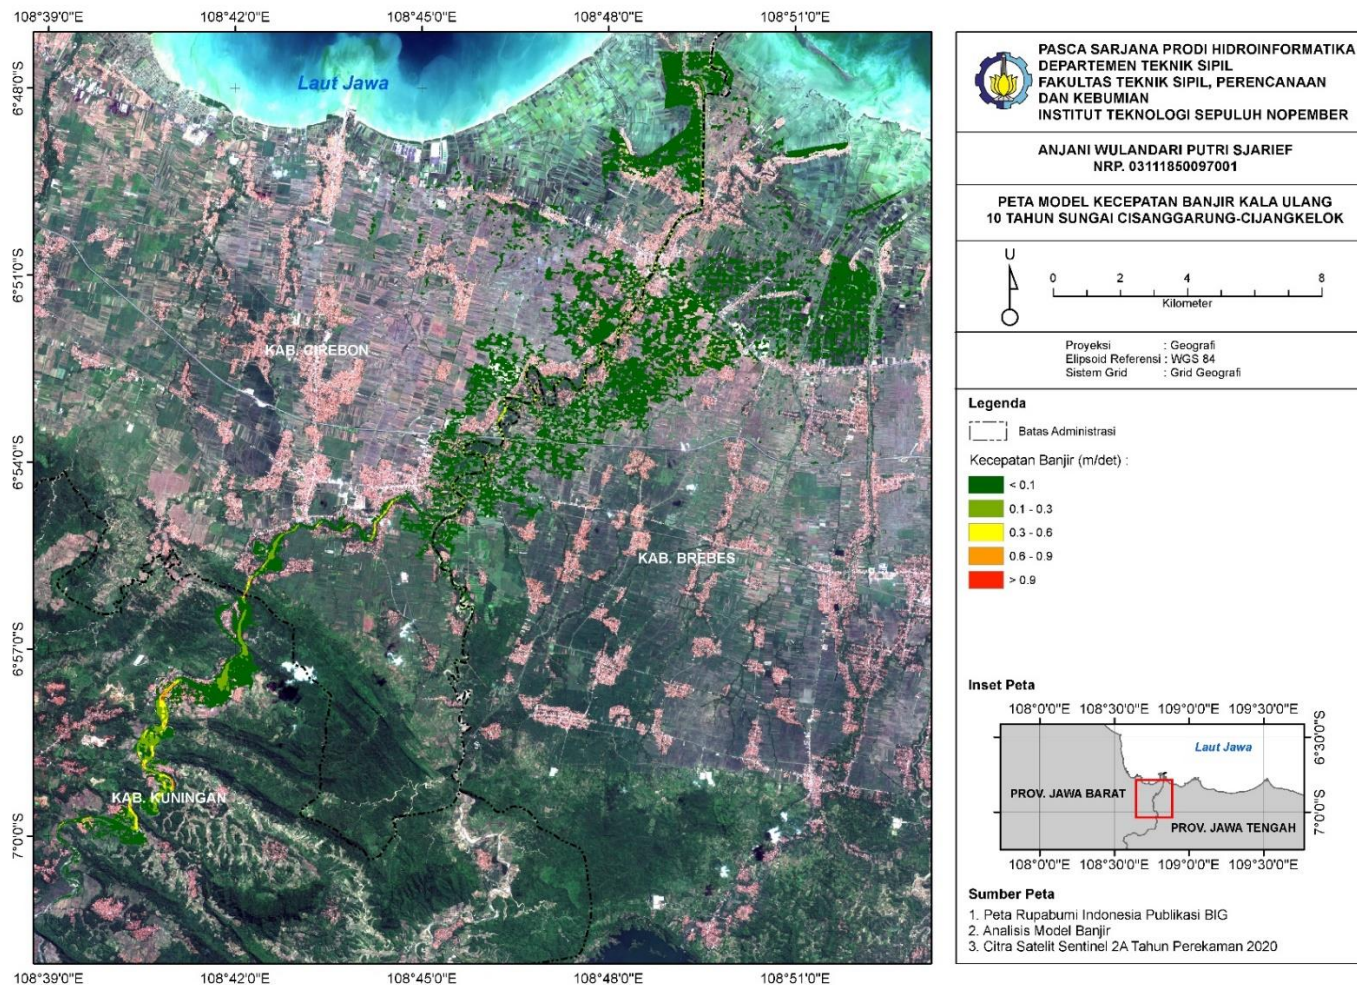 108°39'0"E 108°42'0"E 108°45'0"E 108°48'0"E 108°51'0"E
6°48'0"S
6°51'0"S
6°54'0"S
6°57'0"S
7°0'0"S
Laut Jawa
KAB. CIREBON
KAB. BREBES
KAB. KUNINGAN
108°39'0"E 108°42'0"E 108°45'0"E 108°48'0"E 108°51'0"E
PASCA SARJANA PRODI HIDROINFORMATIKA
DEPARTEMEN TEKNIK SIPIL
FAKULTAS TEKNIK SIPIL, PERENCANAAN
DAN KEBUMIAN
INSTITUT TEKNOLOGI SEPULUH NOPEMBER
ANJANI WULANDARI PUTRI SJARIEF
NRP. 03111850097001
PETA MODEL KECEPATAN BANJIR KALA ULANG
10 TAHUN SUNGAI CISANGGARUNG-CIJANGKELOK
U
0 2 4 6 8
Kilometer
Proyeksi : Geografi
Elipsoid Referensi : WGS 84
Sistem Grid : Grid Geografi
Legenda
Batas Administrasi
Kecepatan Banjir (m/det) :
< 0.1
0.1 - 0.3
0.3 - 0.6
0.6 - 0.9
> 0.9
Inset Peta
108°0'0"E 108°30'0"E 109°0'0"E 109°30'0"E
6°30'0"S
7°0'0"S
Laut Jawa
PROV. JAWA BARAT
PROV. JAWA TENGAH
108°0'0"E 108°30'0"E 109°0'0"E 109°30'0"E
Sumber Peta
1. Peta Rupabumi Indonesia Publikasi BIG
2. Analisis Model Banjir
3. Citra Satelit Sentinel 2A Tahun Perekaman 2020